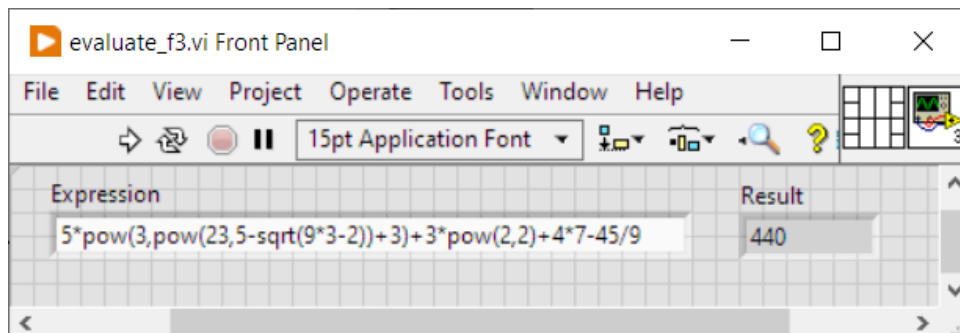 evaluate_f3.vi Front Panel
File Edit View Project Operate Tools Window Help
15pt Application Font ? 3
Expression Result
5*pow(3,pow(23,5-sqrt(9*3-2))+3)+3*pow(2,2)+4*7-45/9 440